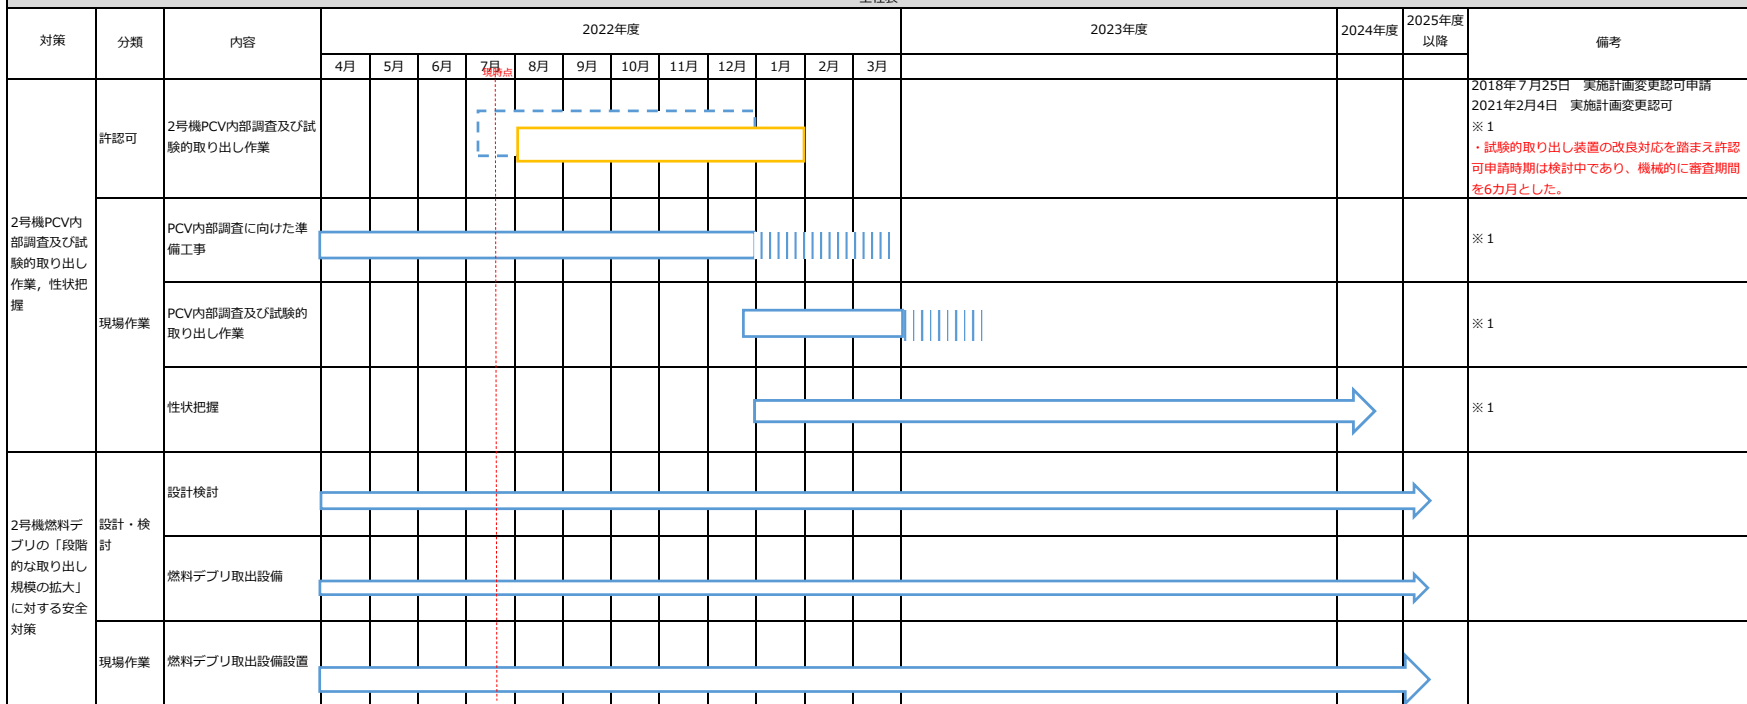 工程表
対策
分類
内容
2022年度
2023年度
2024年度
2025年度
以降
備考
4月
5月
6月
7月
8月
9月
10月
11月
12月
1月
2月
3月
現時点
2号機PCV内
部調査及び試
験的取り出し
作業，性状把
握
許認可
2号機PCV内部調査及び試
験的取り出し作業
2018年７月25日　実施計画変更認可申請
2021年2月4日　実施計画変更認可
※１
・試験的取り出し装置の改良対応を踏まえ許認
可申請時期は検討中であり、機械的に審査期間
を6カ月とした。
現場作業
PCV内部調査に向けた準
備工事
※１
PCV内部調査及び試験的
取り出し作業
※１
性状把握
※１
2号機燃料デ
ブリの「段階
的な取り出し
規模の拡大」
に対する安全
対策
設計・検
討
設計検討
燃料デブリ取出設備
現場作業
燃料デブリ取出設備設置